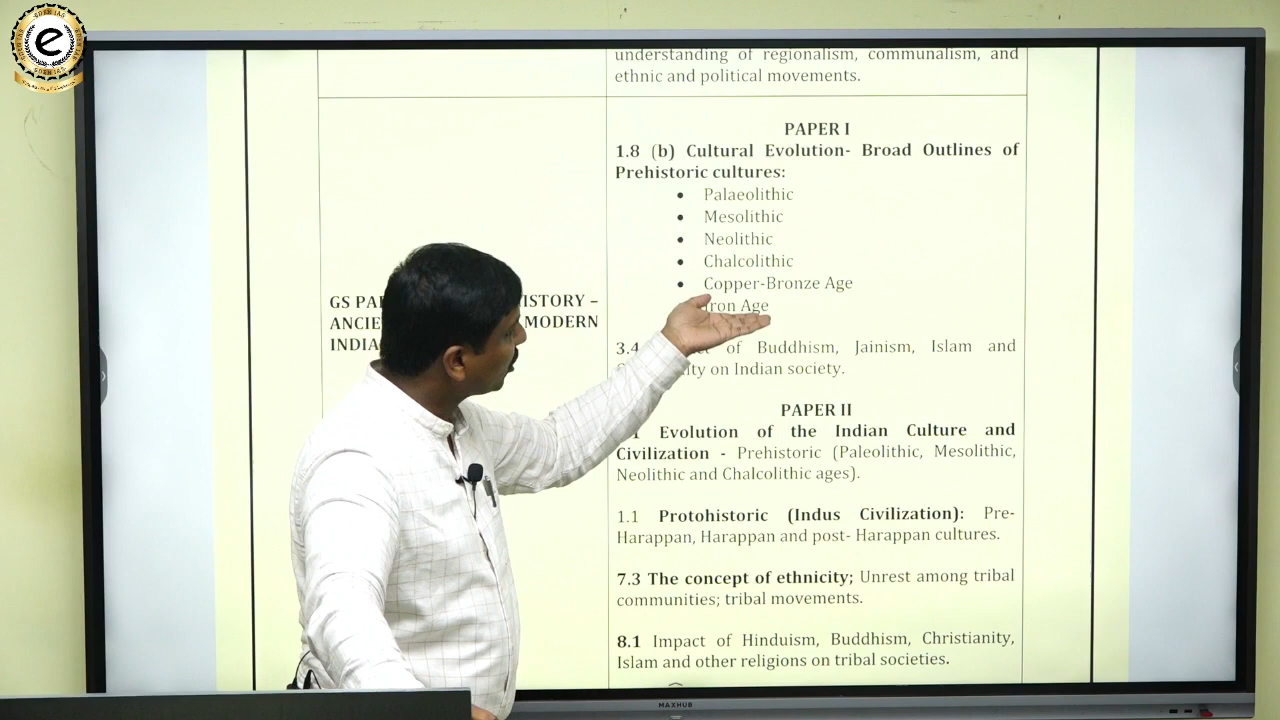 e
EDEN IAS
understanding of regionalism, communalism, and
ethnic and political movements.
PAPER I
1.8 (b) Cultural Evolution- Broad Outlines of
Prehistoric cultures:
• Palaeolithic
• Mesolithic
• Neolithic
• Chalcolithic
• Copper-Bronze Age
Iron Age
GS HISTORY –
MODERN
INDIA
3.4 of Buddhism, Jainism, Islam and
on Indian society.
PAPER II
Evolution of the Indian Culture and
Civilization - Prehistoric (Paleolithic, Mesolithic,
Neolithic and Chalcolithic ages).
1.1 Protohistoric (Indus Civilization): Pre-
Harappan, Harappan and post- Harappan cultures.
7.3 The concept of ethnicity; Unrest among tribal
communities; tribal movements.
8.1 Impact of Hinduism, Buddhism, Christianity,
Islam and other religions on tribal societies.
MAXHUB